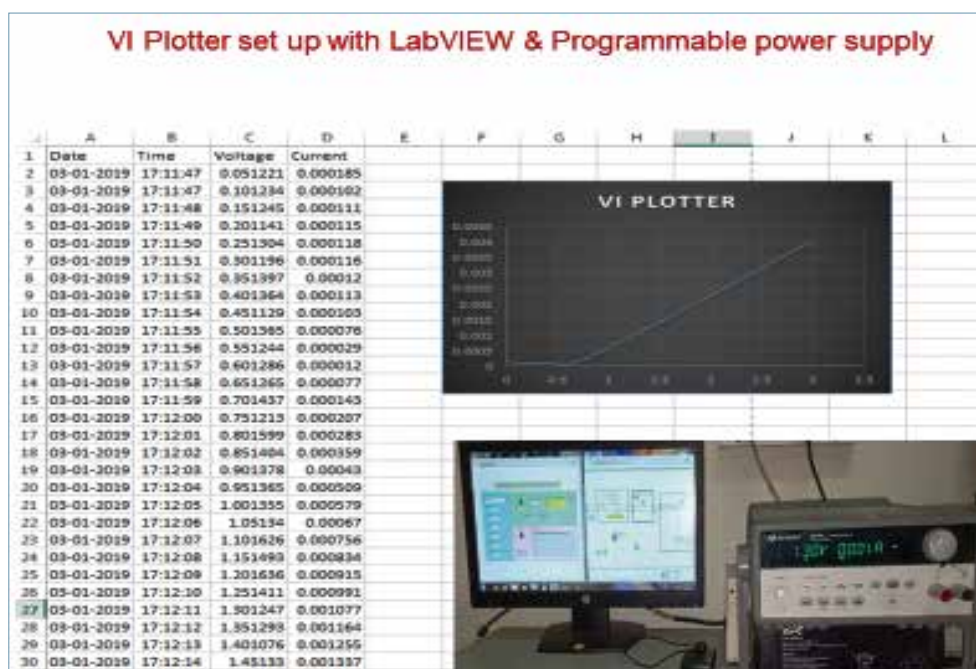 VI Plotter set up with LabVIEW & Programmable power supply
A B C D E F G H I J K L
1 Date Time Voltage Current
2 03-01-2019 17:11:47 0.051221 0.000185
3 03-01-2019 17:11:47 0.101234 0.000102
4 03-01-2019 17:11:48 0.151245 0.000111
5 03-01-2019 17:11:49 0.201141 0.000115
6 03-01-2019 17:11:50 0.251304 0.000118
7 03-01-2019 17:11:51 0.301196 0.000116
8 03-01-2019 17:11:52 0.351397 0.00012
9 03-01-2019 17:11:53 0.401364 0.000113
10 03-01-2019 17:11:54 0.451129 0.000103
11 03-01-2019 17:11:55 0.501365 0.000076
12 03-01-2019 17:11:56 0.551244 0.000029
13 03-01-2019 17:11:57 0.601286 0.000012
14 03-01-2019 17:11:58 0.651265 0.000077
15 03-01-2019 17:11:59 0.701437 0.000143
16 03-01-2019 17:12:00 0.751213 0.000207
17 03-01-2019 17:12:01 0.801599 0.000283
18 03-01-2019 17:12:02 0.851404 0.000359
19 03-01-2019 17:12:03 0.901378 0.00043
20 03-01-2019 17:12:04 0.951365 0.000509
21 03-01-2019 17:12:05 1.001355 0.000579
22 03-01-2019 17:12:06 1.05134 0.00067
23 03-01-2019 17:12:07 1.101626 0.000756
24 03-01-2019 17:12:08 1.151493 0.000834
25 03-01-2019 17:12:09 1.201636 0.000915
26 03-01-2019 17:12:10 1.251411 0.000991
27 03-01-2019 17:12:11 1.301247 0.001077
28 03-01-2019 17:12:12 1.351293 0.001164
29 03-01-2019 17:12:13 1.401076 0.001255
30 03-01-2019 17:12:14 1.45133 0.001337
VI PLOTTER